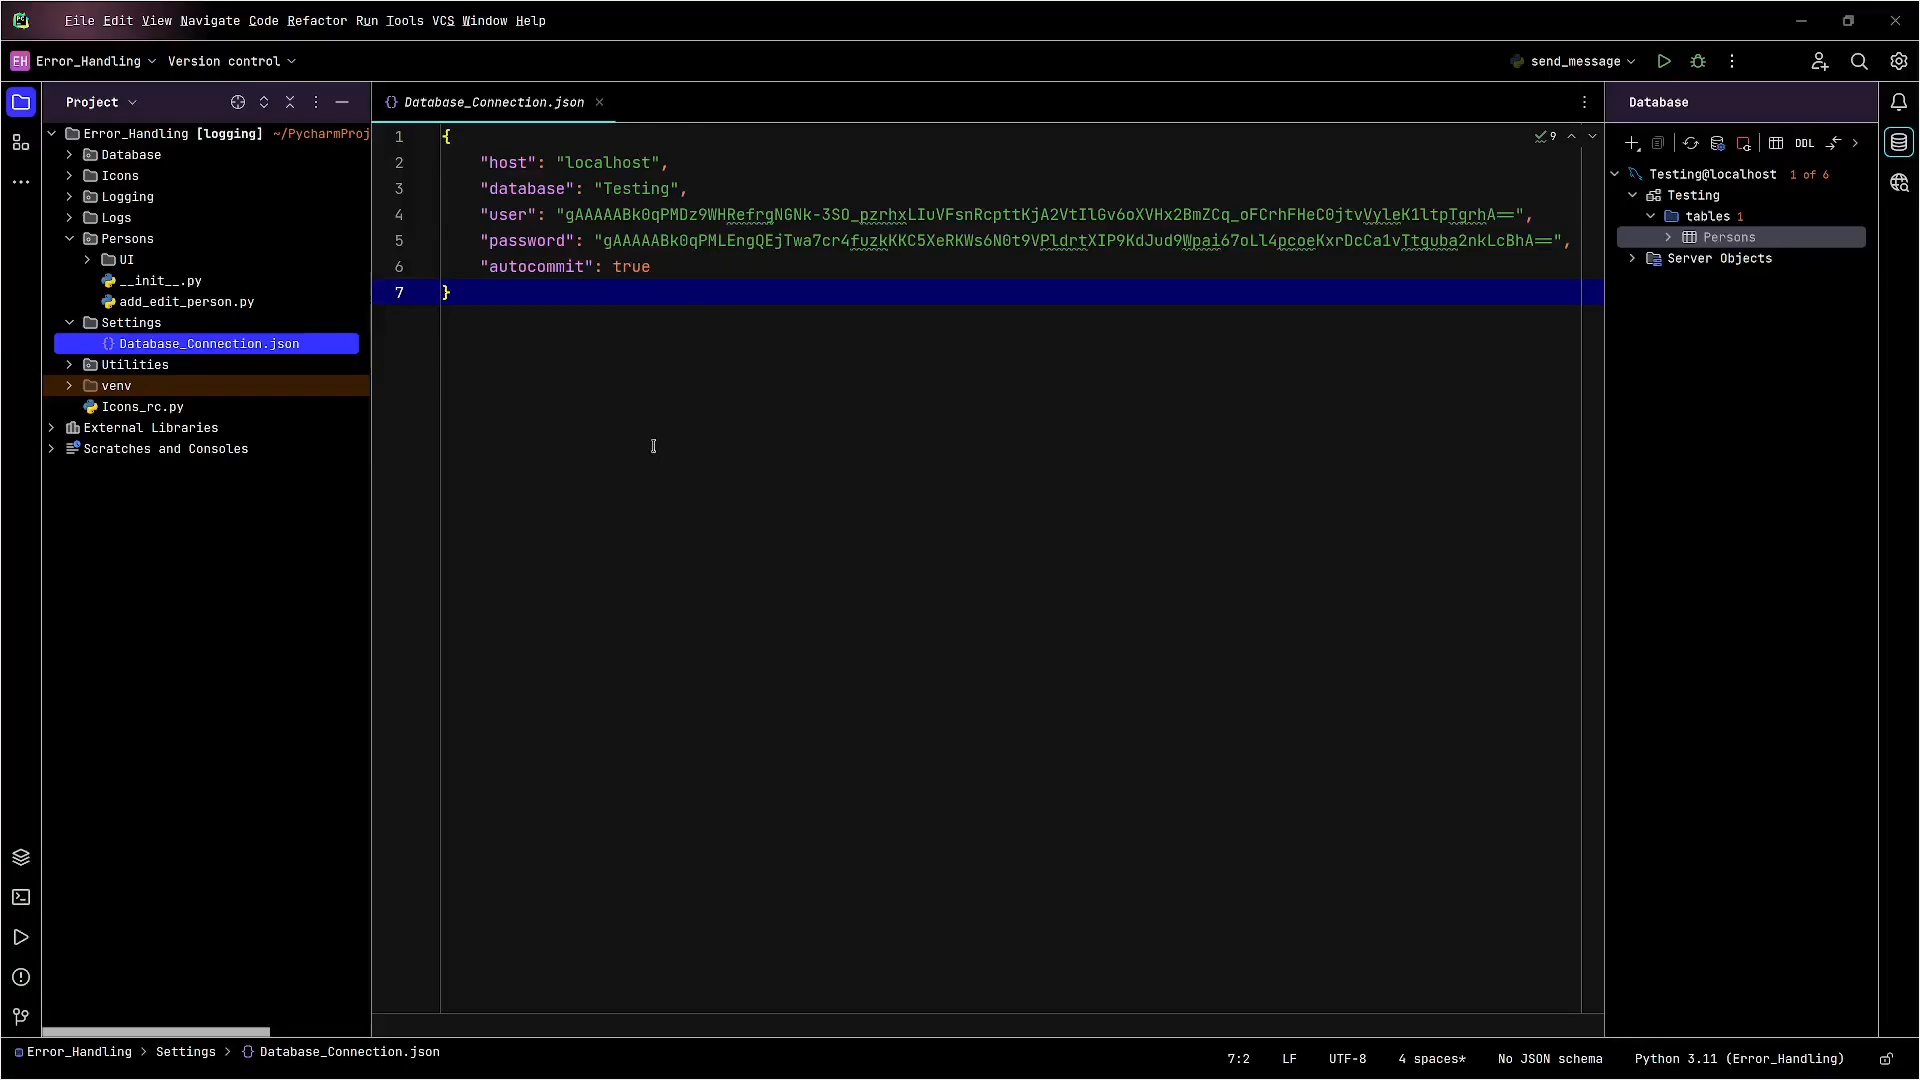 File Edit View Navigate Code Refactor Run Tools VCS Window Help
EH Error_Handling Version control send_message
Project
Error_Handling [logging] ~/PycharmProj
Database
Icons
Logging
Logs
Persons
UI
__init__.py
add_edit_person.py
Settings
Database_Connection.json
Utilities
venv
Icons_rc.py
External Libraries
Scratches and Consoles
Database_Connection.json
1 {
2 "host": "localhost",
3 "database": "Testing",
4 "user": "gAAAAABk0qPMDz9WHRefrgNGNk-3SO_pzrhxLIuVFsnRcpttKjA2VtIlGv6oXVHx2BmZCq_oFCrhFHeC0jtvVyleK1ltpTgrhA==",
5 "password": "gAAAAABk0qPMLEngQEjTwa7cr4fuzkKKC5XeRKWs6N0t9VPldrtXIP9KdJud9Wpai67oLl4pcoeKxrDcCa1vTtguba2nkLcBhA==",
6 "autocommit": true
7 }
9
Database
DDL
Testing@localhost 1 of 6
Testing
tables 1
Persons
Server Objects
Error_Handling > Settings > Database_Connection.json
7:2 LF UTF-8 4 spaces* No JSON schema Python 3.11 (Error_Handling)